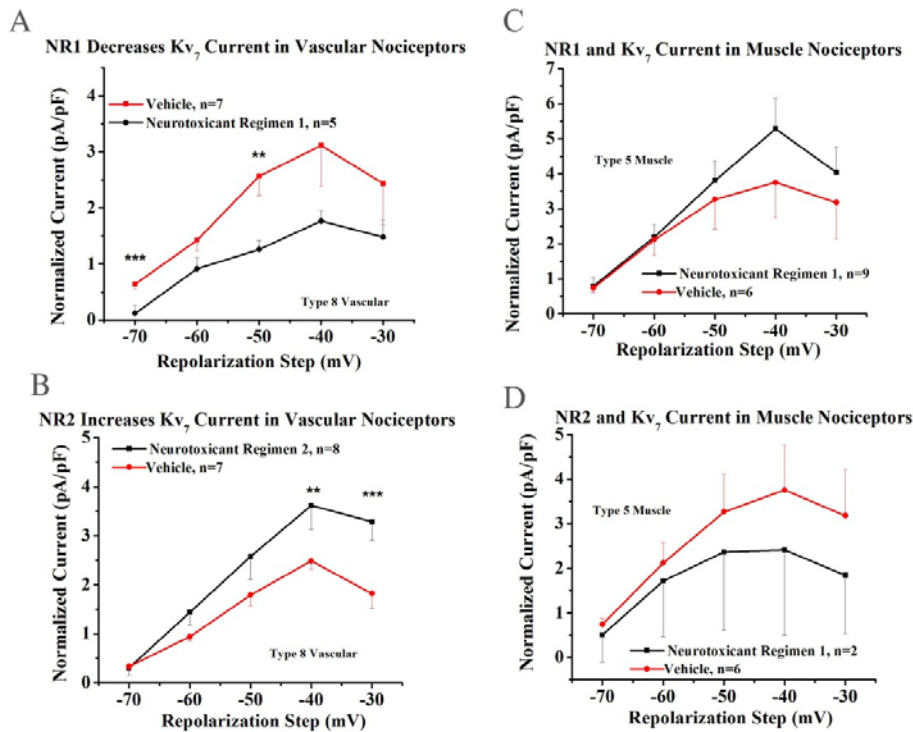 A
NR1 Decreases Kv7 Current in Vascular Nociceptors
Normalized Current (pA/pF)
4
3
2
1
0
Vehicle, n=7
Neurotoxicant Regimen 1, n=5
***
**
Type 8 Vascular
-70 -60 -50 -40 -30
Repolarization Step (mV)
B
NR2 Increases Kv7 Current in Vascular Nociceptors
Normalized Current (pA/pF)
5
4
3
2
1
0
Neurotoxicant Regimen 2, n=8
Vehicle, n=7
**
***
Type 8 Vascular
-70 -60 -50 -40 -30
Repolarization Step (mV)
C
NR1 and Kv7 Current in Muscle Nociceptors
Normalized Current (pA/pF)
7
6
5
4
3
2
1
0
Type 5 Muscle
Neurotoxicant Regimen 1, n=9
Vehicle, n=6
-70 -60 -50 -40 -30
Repolarization Step (mV)
D
NR2 and Kv7 Current in Muscle Nociceptors
Normalized Current (pA/pF)
5
4
3
2
1
0
Type 5 Muscle
Neurotoxicant Regimen 1, n=2
Vehicle, n=6
-70 -60 -50 -40 -30
Repolarization Step (mV)